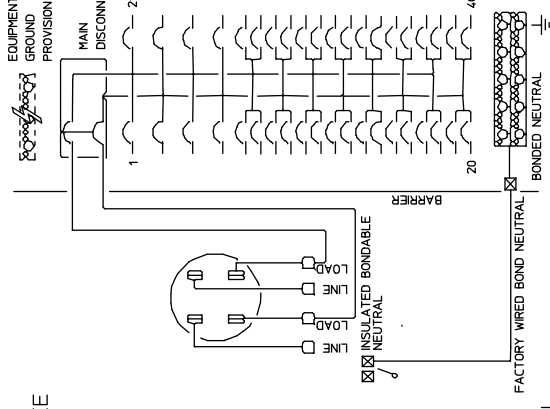 EQUIPMENT
GROUND
PROVISION
MAIN
DISCONN
1
2
20
40
BARRIER
BONDED NEUTRAL
FACTORY WIRED BOND NEUTRAL
INSULATED BONDABLE
NEUTRAL
LOAD
LINE
LOAD
LINE